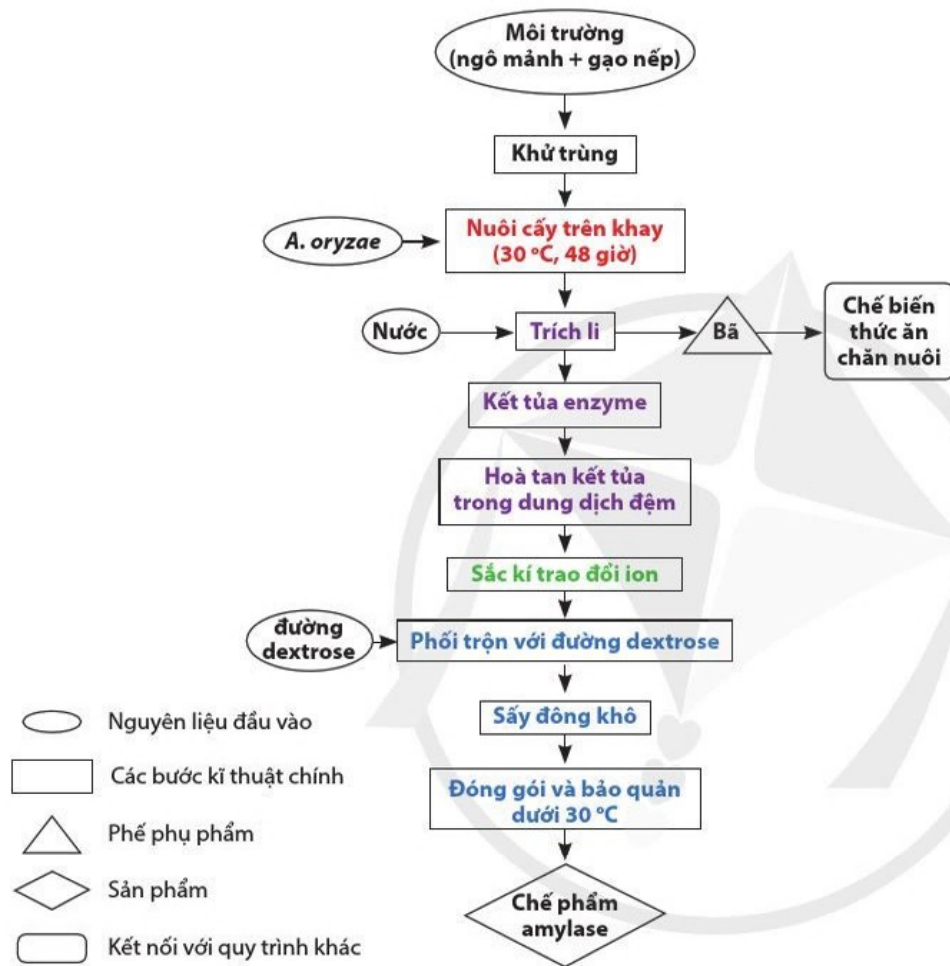 Môi trường
(ngô mảnh + gạo nếp)
Khử trùng
A. oryzae
Nuôi cấy trên khay
(30 °C, 48 giờ)
Nước
Trích li
Bã
Chế biến
thức ăn
chăn nuôi
Kết tủa enzyme
Hoà tan kết tủa
trong dung dịch đệm
Sắc kí trao đổi ion
đường
dextrose
Phối trộn với đường dextrose
Sấy đông khô
Đóng gói và bảo quản
dưới 30 °C
Chế phẩm
amylase
Nguyên liệu đầu vào
Các bước kĩ thuật chính
Phế phụ phẩm
Sản phẩm
Kết nối với quy trình khác